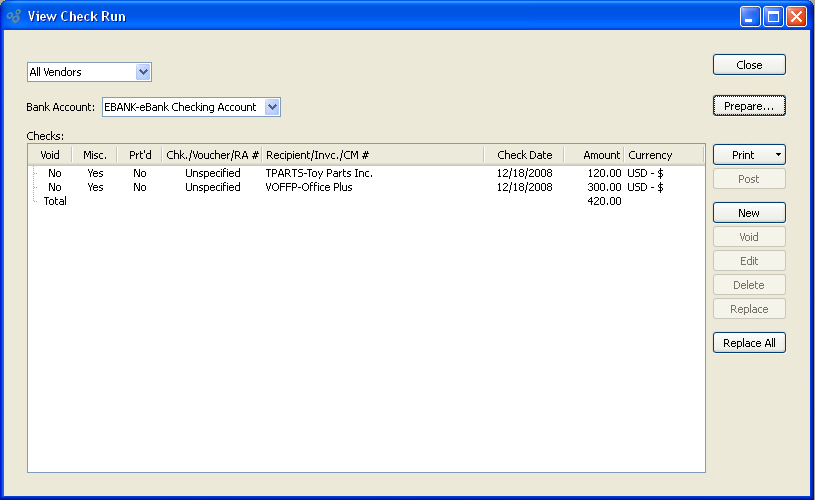 View Check Run
All Vendors
Close
Bank Account: EBANK-eBank Checking Account
Prepare...
Checks:
Void Misc. Prt'd Chk./Voucher/RA # Recipient/Invc./CM # Check Date Amount Currency
No Yes No Unspecified TPARTS-Toy Parts Inc. 12/18/2008 120.00 USD - $
No Yes No Unspecified VOFFP-Office Plus 12/18/2008 300.00 USD - $
Total 420.00
Print
Post
New
Void
Edit
Delete
Replace
Replace All